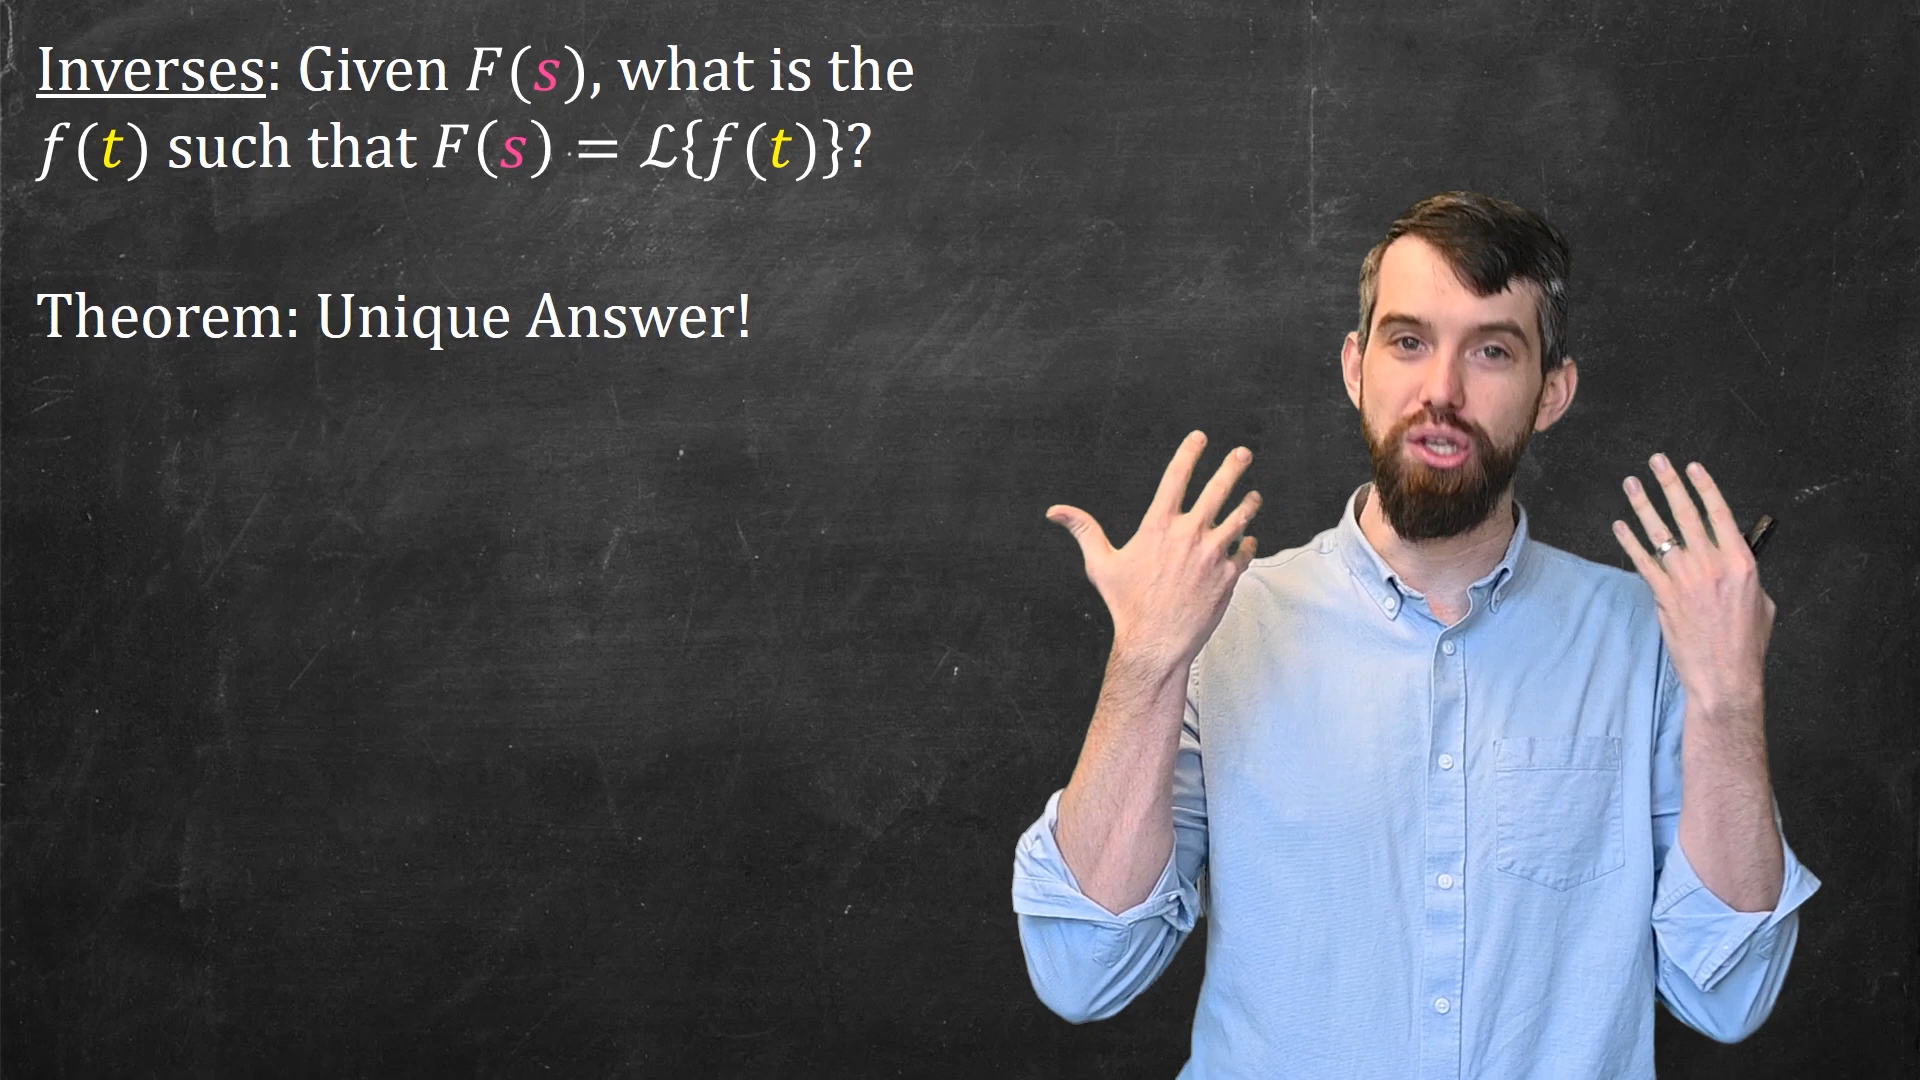 Inverses: Given F(s), what is the
f(t) such that F(s) = ℒ{f(t)}?
Theorem: Unique Answer!